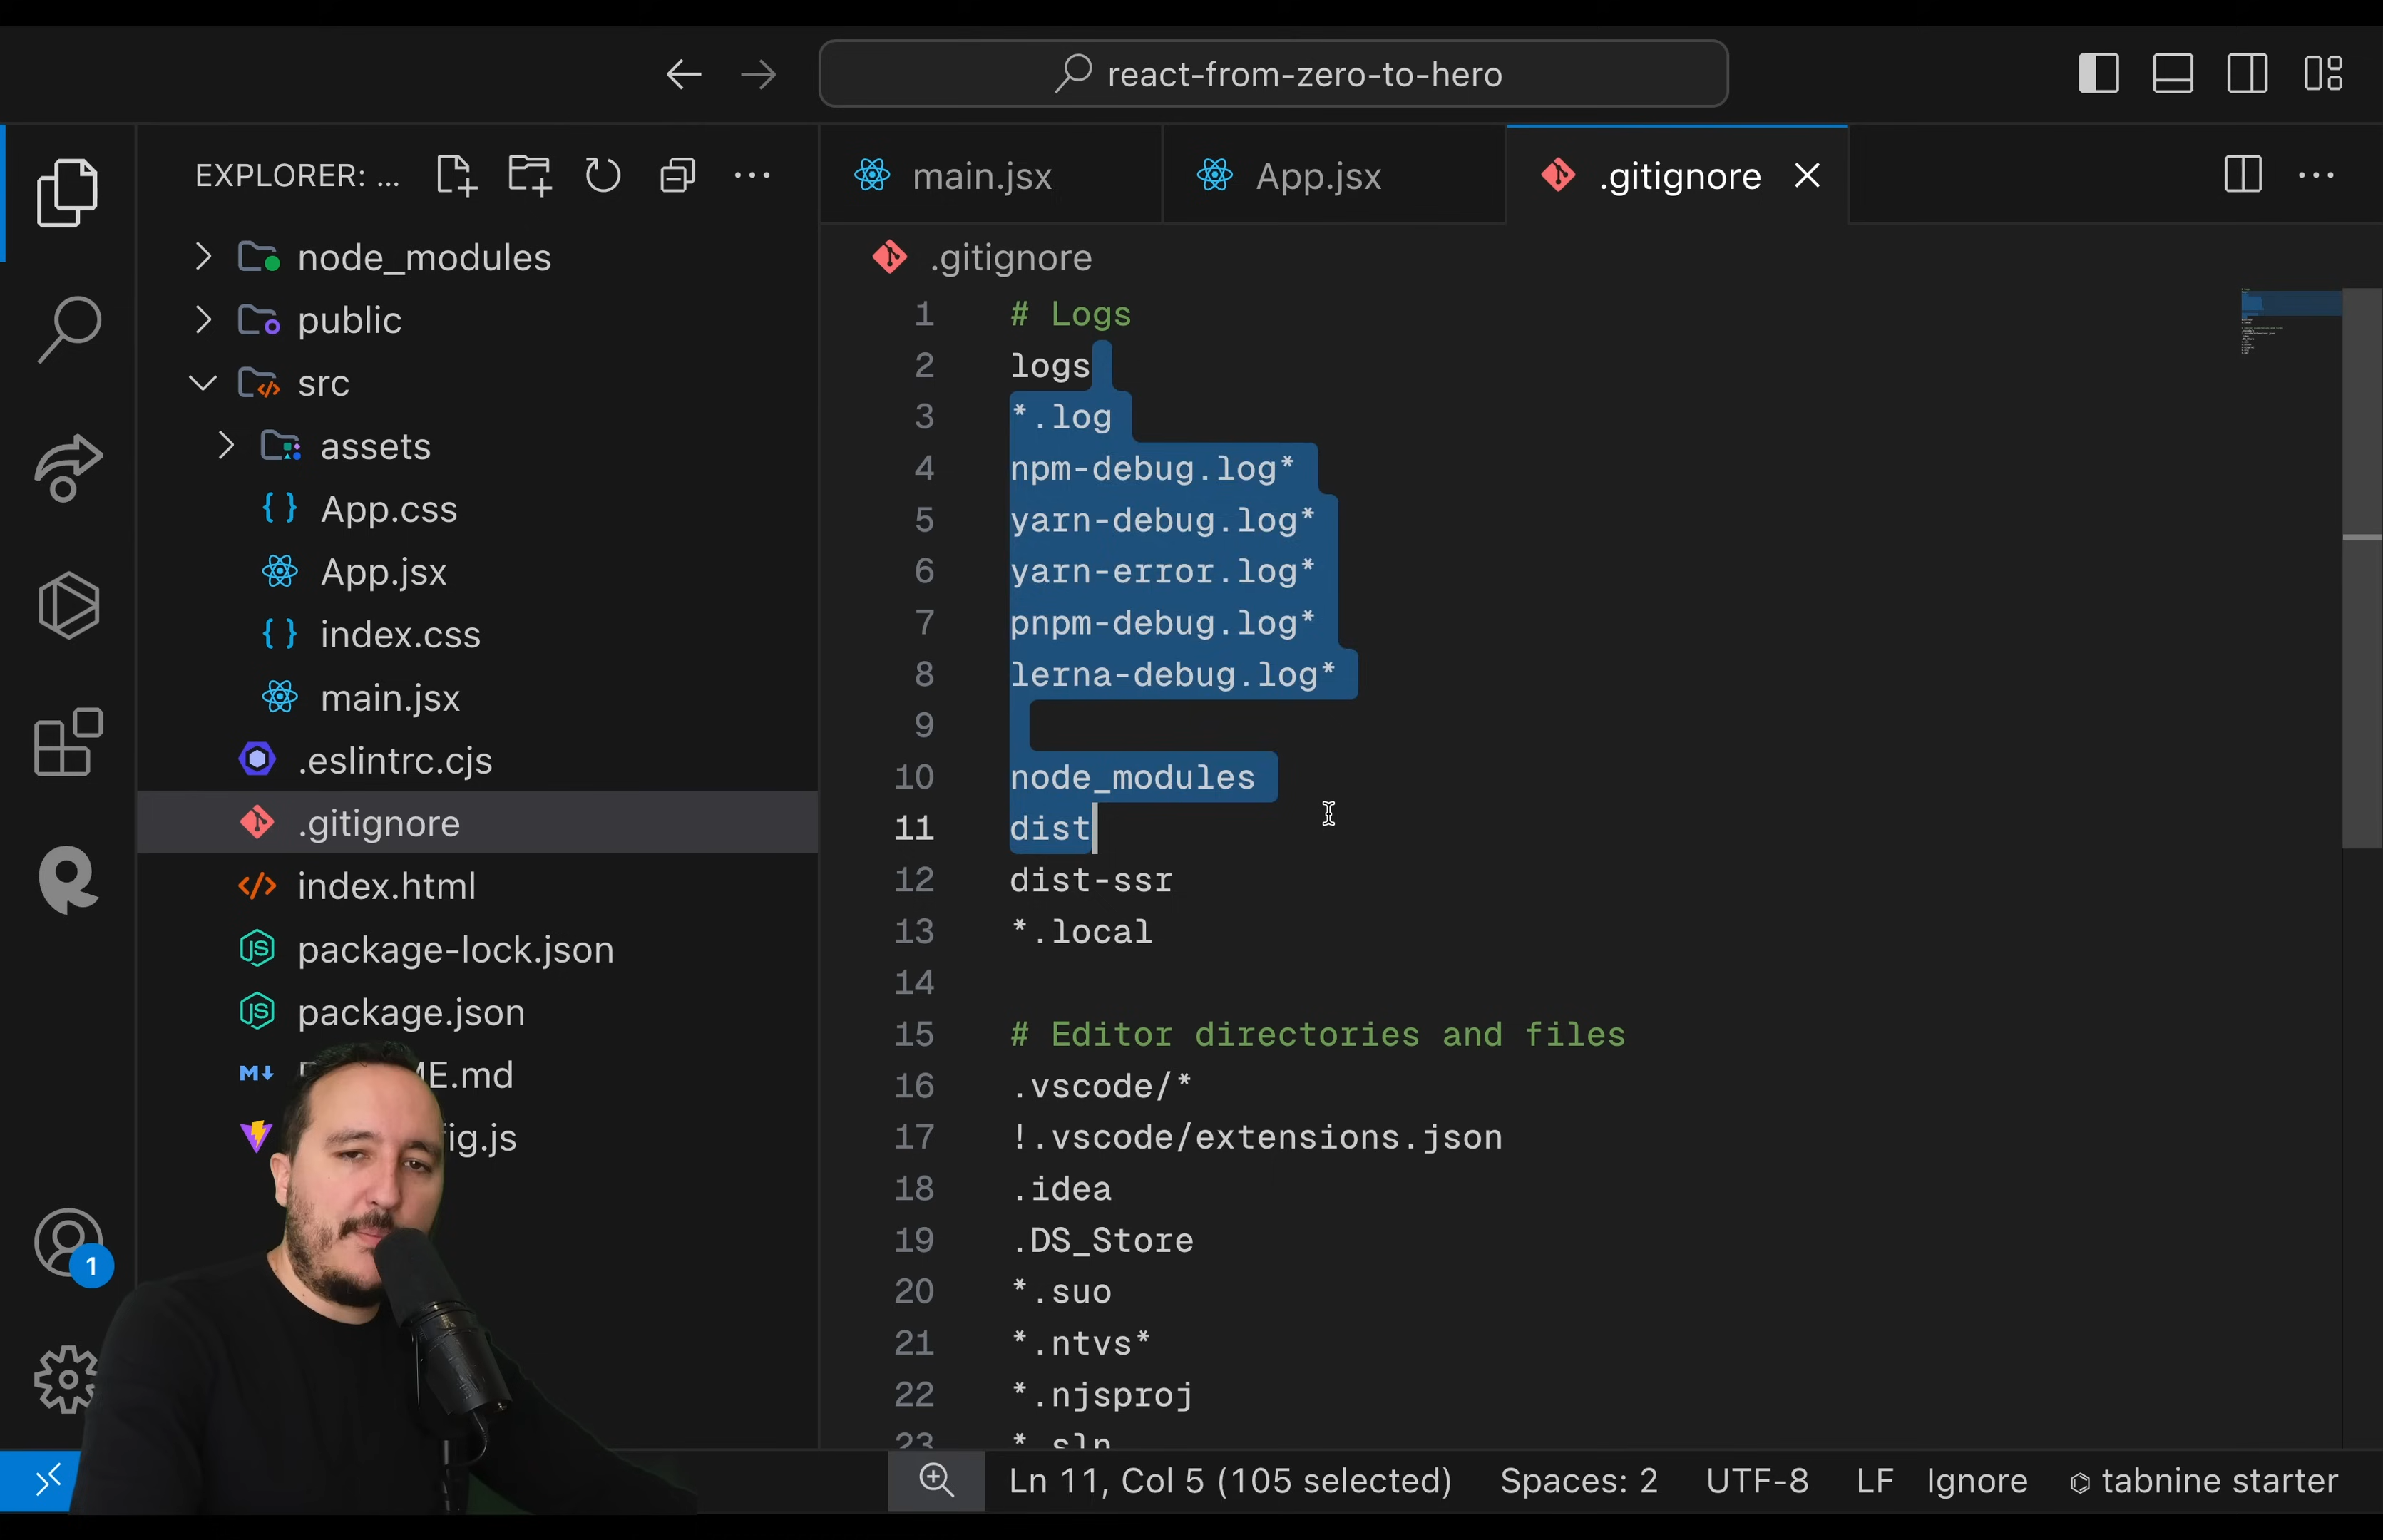 react-from-zero-to-hero
EXPLORER: ...
main.jsx
App.jsx
.gitignore
node_modules
public
src
assets
App.css
App.jsx
index.css
main.jsx
.eslintrc.cjs
.gitignore
index.html
package-lock.json
package.json
ME.md
fig.js
1
.gitignore
1 # Logs
2 logs
3 *.log
4 npm-debug.log*
5 yarn-debug.log*
6 yarn-error.log*
7 pnpm-debug.log*
8 lerna-debug.log*
9
10 node_modules
11 dist
12 dist-ssr
13 *.local
14
15 # Editor directories and files
16 .vscode/*
17 !.vscode/extensions.json
18 .idea
19 .DS_Store
20 *.suo
21 *.ntvs*
22 *.njsproj
23 *.sln
Ln 11, Col 5 (105 selected) Spaces: 2 UTF-8 LF Ignore tabnine starter